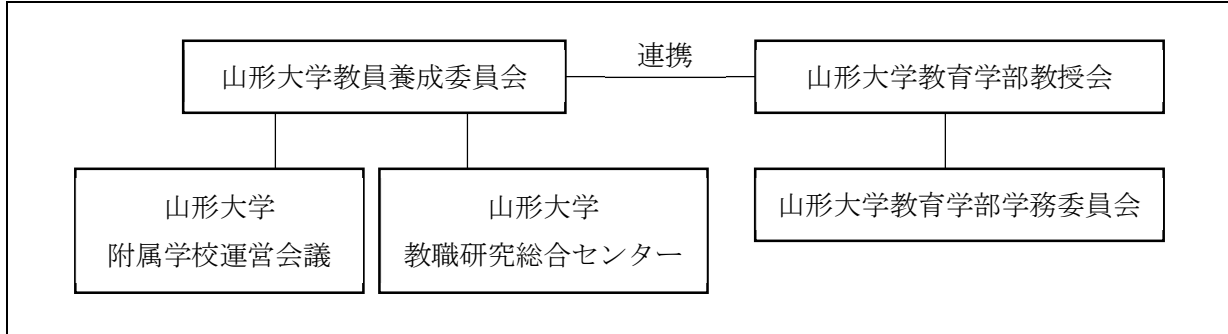 山形大学教員養成委員会
連携
山形大学教育学部教授会
山形大学
附属学校運営会議
山形大学
教職研究総合センター
山形大学教育学部学務委員会